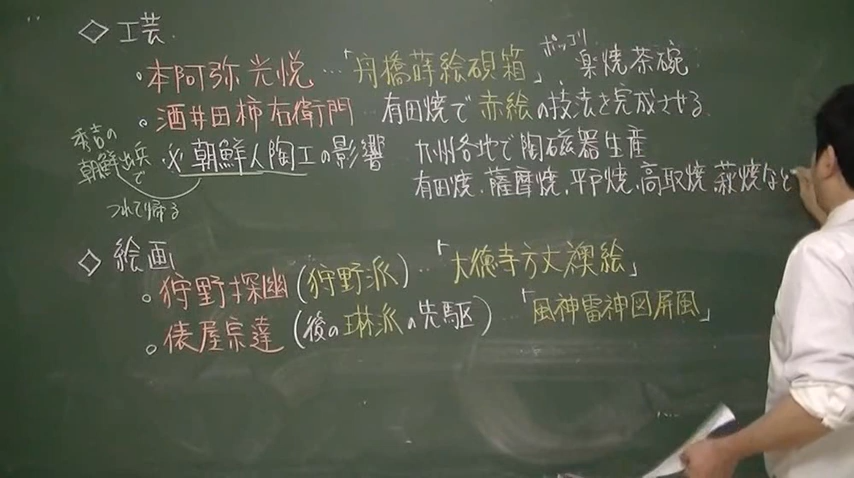 ◇ 工芸
・本阿弥光悦 …「舟橋蒔絵硯箱」 楽焼茶碗
ポッコリ
・酒井田柿右衛門 有田焼で赤絵の技法を完成させる
秀吉の
朝鮮出兵
で
つれて帰る
※朝鮮人陶工の影響 九州各地で陶磁器生産
有田焼、薩摩焼、平戸焼、高取焼、萩焼など
◇ 絵画
・狩野探幽(狩野派)…「大徳寺方丈襖絵」
・俵屋宗達(後の琳派の先駆)…「風神雷神図屏風」